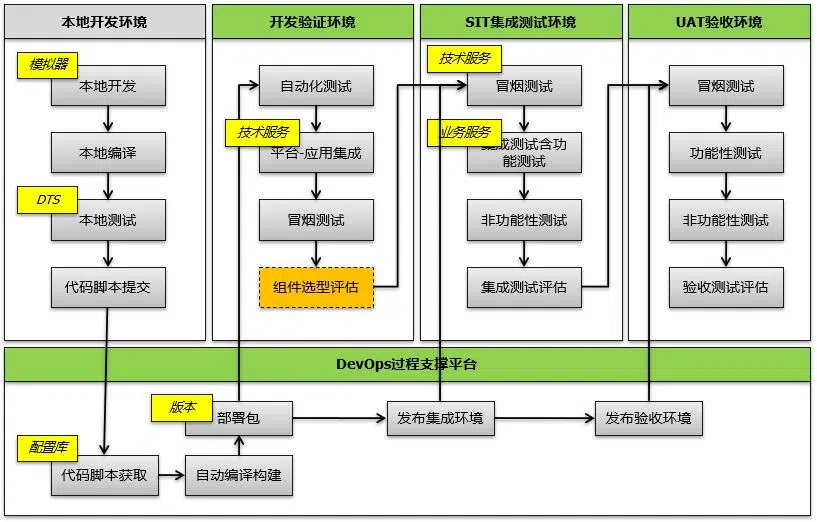 本地开发环境
模拟器
本地开发
本地编译
DTS
本地测试
代码脚本提交
开发验证环境
自动化测试
技术服务
平台-应用集成
冒烟测试
组件选型评估
SIT集成测试环境
技术服务
冒烟测试
业务服务
集成测试含功
能测试
非功能性测试
集成测试评估
UAT验收环境
冒烟测试
功能性测试
非功能性测试
验收测试评估
DevOps过程支撑平台
版本
部署包
发布集成环境
发布验收环境
配置库
代码脚本获取
自动编译构建